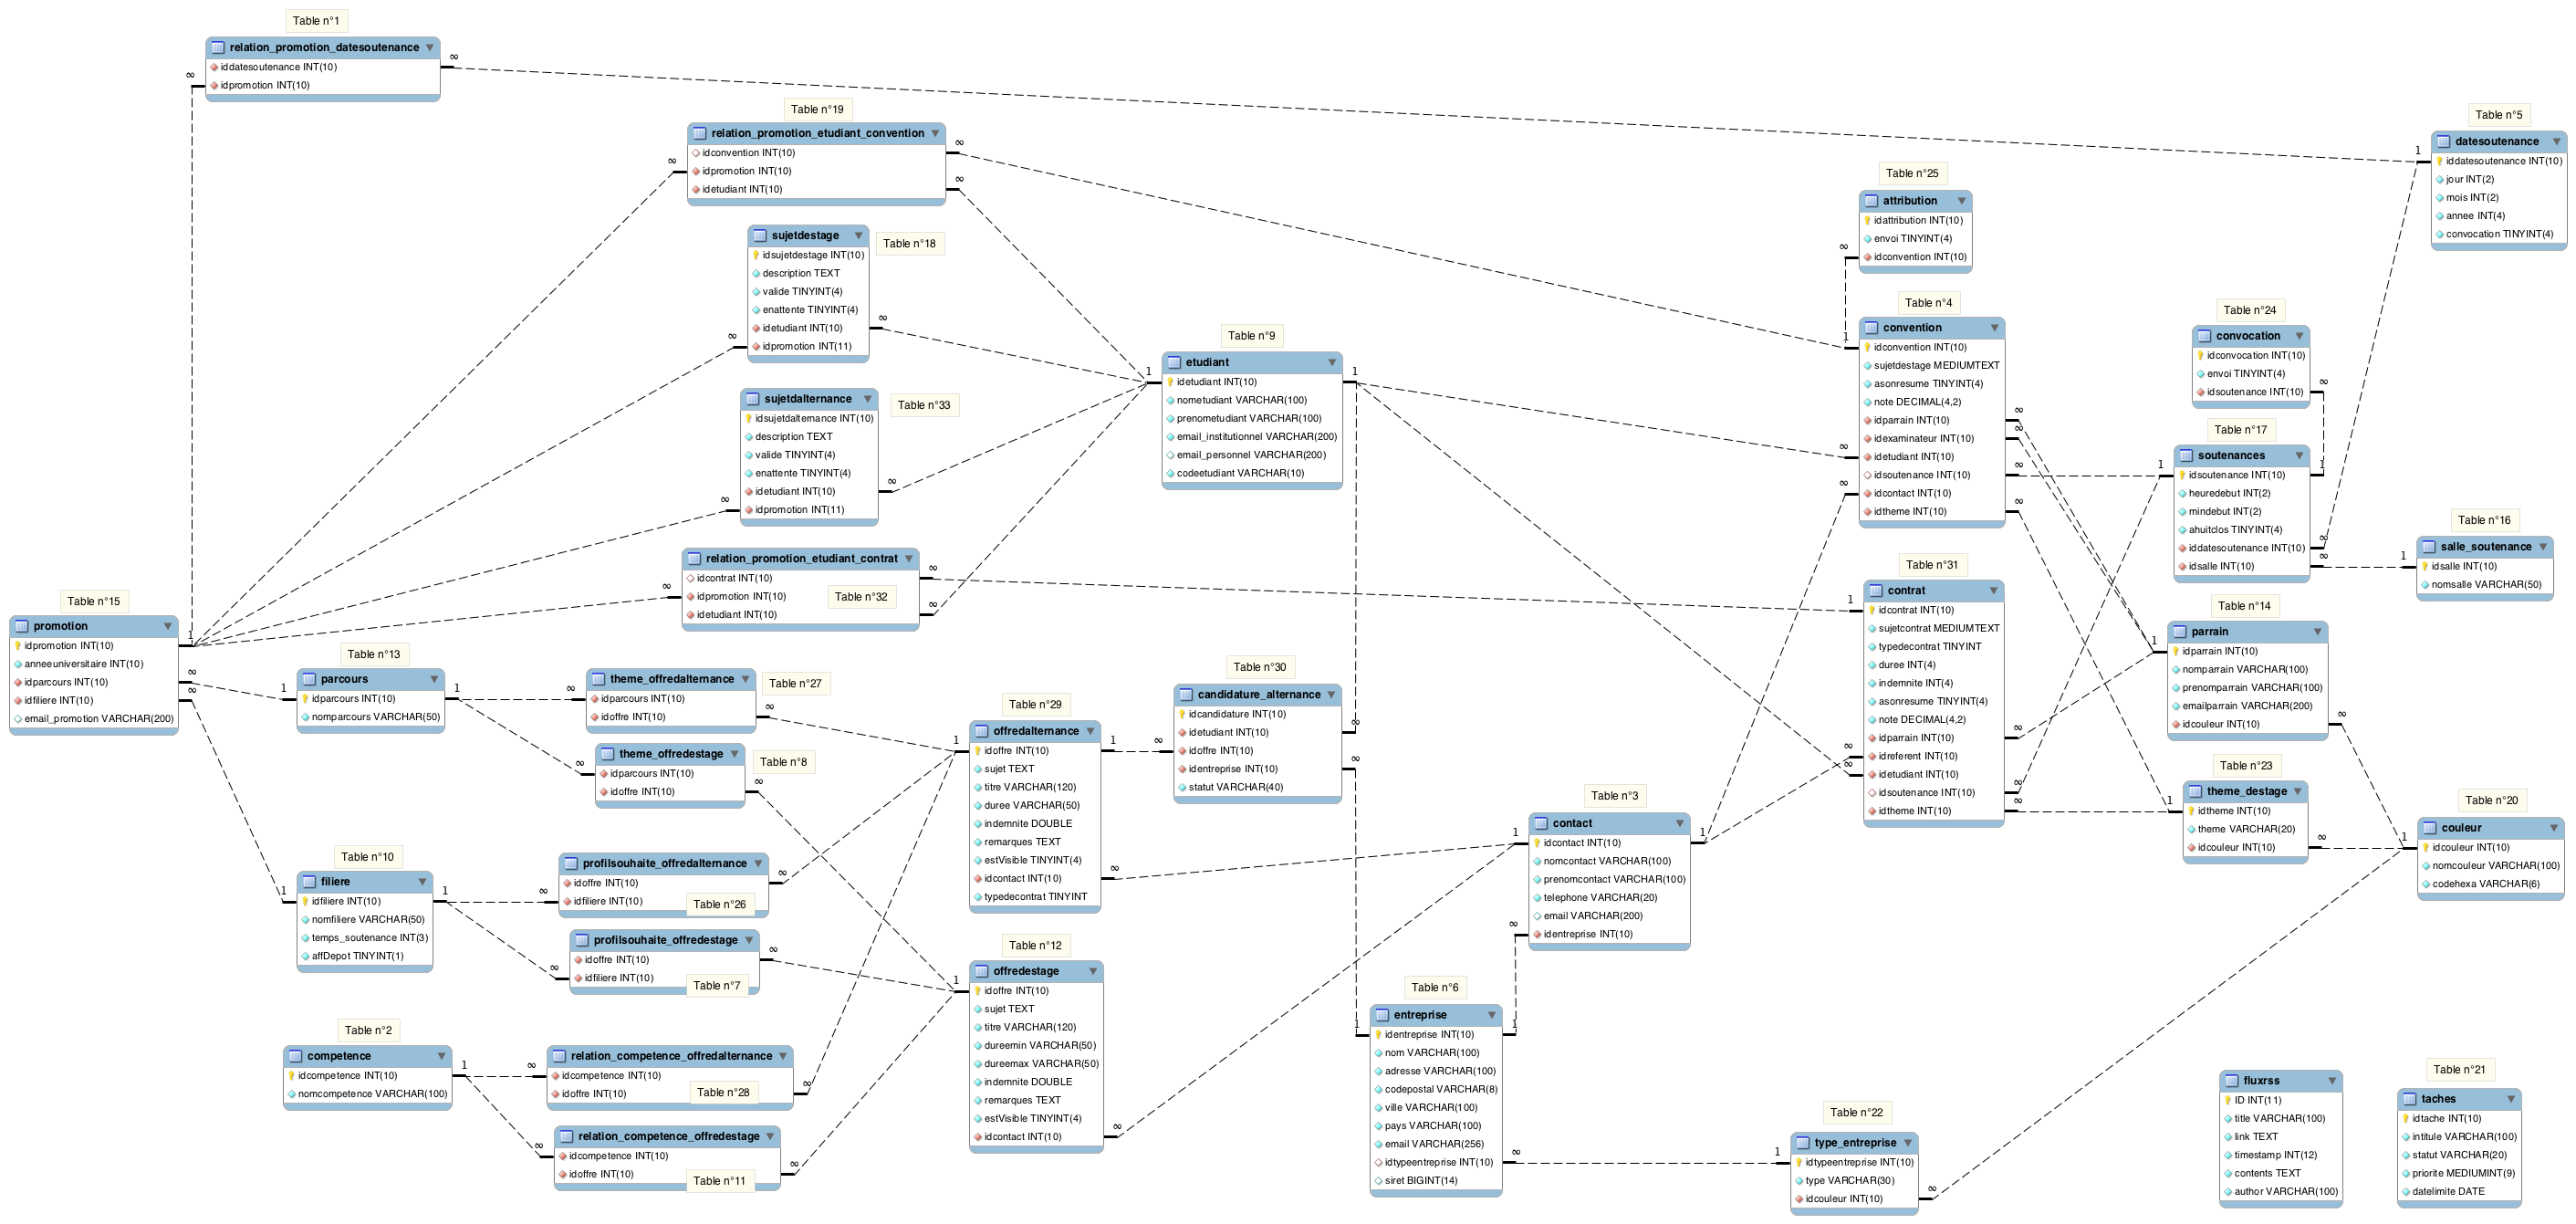 Table n°1
relation_promotion_datesoutenance
iddatesoutenance INT(10)
idpromotion INT(10)
Table n°19
relation_promotion_etudiant_convention
idconvention INT(10)
idpromotion INT(10)
idetudiant INT(10)
Table n°5
datesoutenance
iddatesoutenance INT(10)
jour INT(2)
mois INT(2)
annee INT(4)
convocation TINYINT(4)
Table n°25
attribution
idattribution INT(10)
envoi TINYINT(4)
idconvention INT(10)
Table n°18
sujetdestage
idsujetdestage INT(10)
description TEXT
valide TINYINT(4)
enattente TINYINT(4)
idetudiant INT(10)
idpromotion INT(11)
Table n°9
etudiant
idetudiant INT(10)
nometudiant VARCHAR(100)
prenometudiant VARCHAR(100)
email_institutionnel VARCHAR(200)
email_personnel VARCHAR(200)
codeetudiant VARCHAR(10)
Table n°4
convention
idconvention INT(10)
sujetdestage MEDIUMTEXT
asonresume TINYINT(4)
note DECIMAL(4,2)
idparrain INT(10)
idexaminateur INT(10)
idetudiant INT(10)
idsoutenance INT(10)
idcontact INT(10)
idtheme INT(10)
Table n°24
convocation
idconvocation INT(10)
envoi TINYINT(4)
idsoutenance INT(10)
Table n°17
soutenances
idsoutenance INT(10)
heuredebut INT(2)
mindebut INT(2)
ahuitclos TINYINT(4)
iddatesoutenance INT(10)
idsalle INT(10)
Table n°16
salle_soutenance
idsalle INT(10)
nomsalle VARCHAR(50)
Table n°33
sujetdalternance
idsujetdalternance INT(10)
description TEXT
valide TINYINT(4)
enattente TINYINT(4)
idetudiant INT(10)
idpromotion INT(11)
relation_promotion_etudiant_contrat
idcontrat INT(10)
idpromotion INT(10)
idetudiant INT(10)
Table n°32
Table n°31
contrat
idcontrat INT(10)
sujetcontrat MEDIUMTEXT
typedecontrat TINYINT
duree INT(4)
indemnite INT(4)
asonresume TINYINT(4)
note DECIMAL(4,2)
idparrain INT(10)
idreferent INT(10)
idetudiant INT(10)
idsoutenance INT(10)
idtheme INT(10)
Table n°14
parrain
idparrain INT(10)
nomparrain VARCHAR(100)
prenomparrain VARCHAR(100)
emailparrain VARCHAR(200)
idcouleur INT(10)
Table n°15
promotion
idpromotion INT(10)
anneeuniversitaire INT(10)
idparcours INT(10)
idfiliere INT(10)
email_promotion VARCHAR(200)
Table n°13
parcours
idparcours INT(10)
nomparcours VARCHAR(50)
theme_offredalternance
idparcours INT(10)
idoffre INT(10)
Table n°27
theme_offredestage
idparcours INT(10)
idoffre INT(10)
Table n°8
Table n°29
offredalternance
idoffre INT(10)
sujet TEXT
titre VARCHAR(120)
duree VARCHAR(50)
indemnite DOUBLE
remarques TEXT
estVisible TINYINT(4)
idcontact INT(10)
typedecontrat TINYINT
Table n°30
candidature_alternance
idcandidature INT(10)
idetudiant INT(10)
idoffre INT(10)
identreprise INT(10)
statut VARCHAR(40)
Table n°3
contact
idcontact INT(10)
nomcontact VARCHAR(100)
prenomcontact VARCHAR(100)
telephone VARCHAR(20)
email VARCHAR(200)
identreprise INT(10)
Table n°23
theme_destage
idtheme INT(10)
theme VARCHAR(20)
idcouleur INT(10)
Table n°20
couleur
idcouleur INT(10)
nomcouleur VARCHAR(100)
codehexa VARCHAR(6)
Table n°10
filiere
idfiliere INT(10)
nomfiliere VARCHAR(50)
temps_soutenance INT(3)
affDepot TINYINT(1)
profilsouhaite_offredalternance
idoffre INT(10)
idfiliere INT(10)
Table n°26
profilsouhaite_offredestage
idoffre INT(10)
idfiliere INT(10)
Table n°7
Table n°12
offredestage
idoffre INT(10)
sujet TEXT
titre VARCHAR(120)
dureemin VARCHAR(50)
dureemax VARCHAR(50)
indemnite DOUBLE
remarques TEXT
estVisible TINYINT(4)
idcontact INT(10)
Table n°6
entreprise
identreprise INT(10)
nom VARCHAR(100)
adresse VARCHAR(100)
codepostal VARCHAR(8)
ville VARCHAR(100)
pays VARCHAR(100)
email VARCHAR(256)
idtypeentreprise INT(10)
siret BIGINT(14)
Table n°2
competence
idcompetence INT(10)
nomcompetence VARCHAR(100)
relation_competence_offredalternance
idcompetence INT(10)
idoffre INT(10)
Table n°28
relation_competence_offredestage
idcompetence INT(10)
idoffre INT(10)
Table n°11
Table n°22
type_entreprise
idtypeentreprise INT(10)
type VARCHAR(30)
idcouleur INT(10)
fluxrss
ID INT(11)
title VARCHAR(100)
link TEXT
timestamp INT(12)
contents TEXT
author VARCHAR(100)
Table n°21
taches
idtache INT(10)
intitule VARCHAR(100)
statut VARCHAR(20)
priorite MEDIUMINT(9)
datelimite DATE